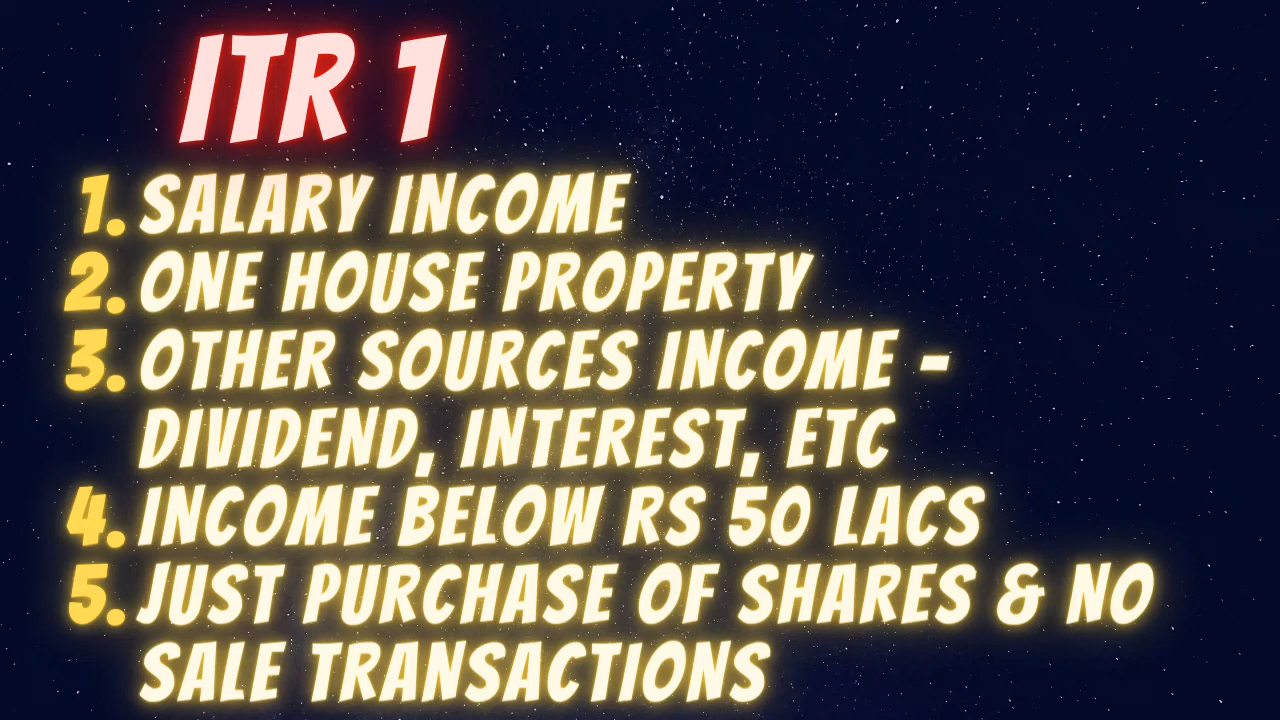 ITR 1
1. SALARY INCOME
2. ONE HOUSE PROPERTY
3. OTHER SOURCES INCOME -
DIVIDEND, INTEREST, ETC
4. INCOME BELOW RS 50 LACS
5. JUST PURCHASE OF SHARES & NO
SALE TRANSACTIONS